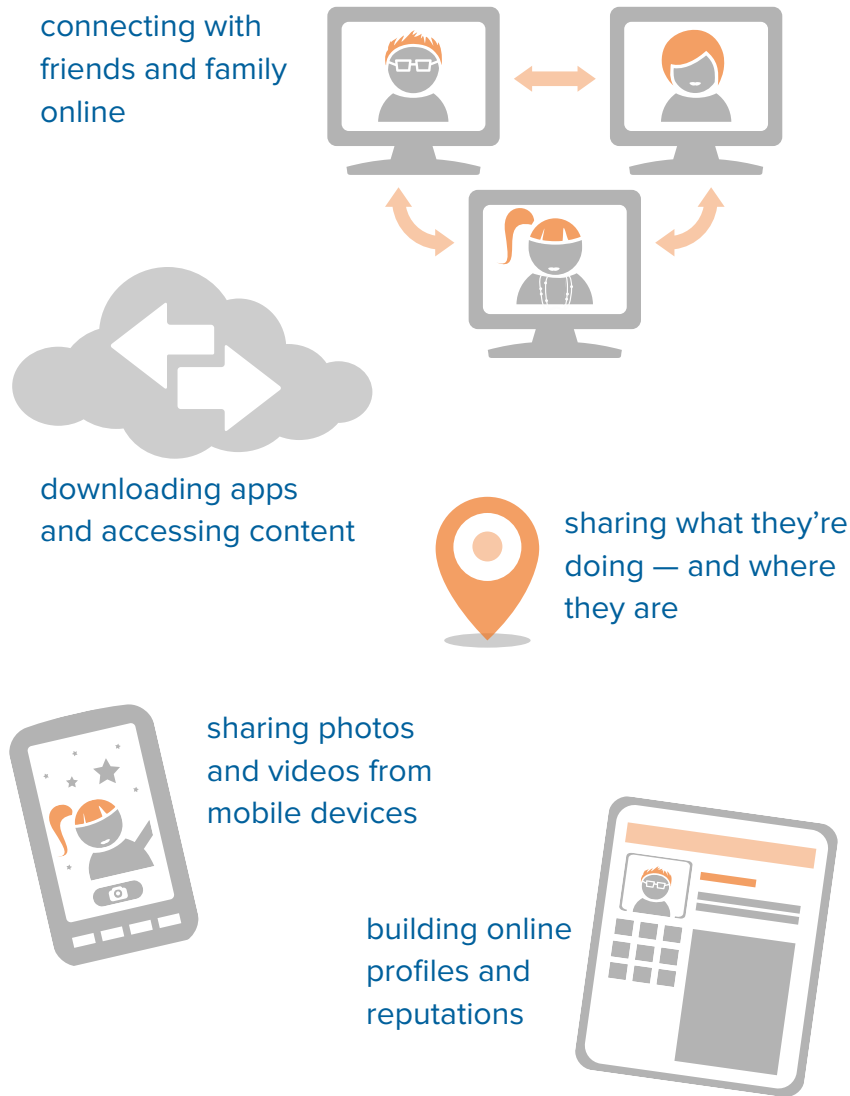 connecting with
friends and family
online
downloading apps
and accessing content
sharing what they’re
doing — and where
they are
sharing photos
and videos from
mobile devices
building online
profiles and
reputations